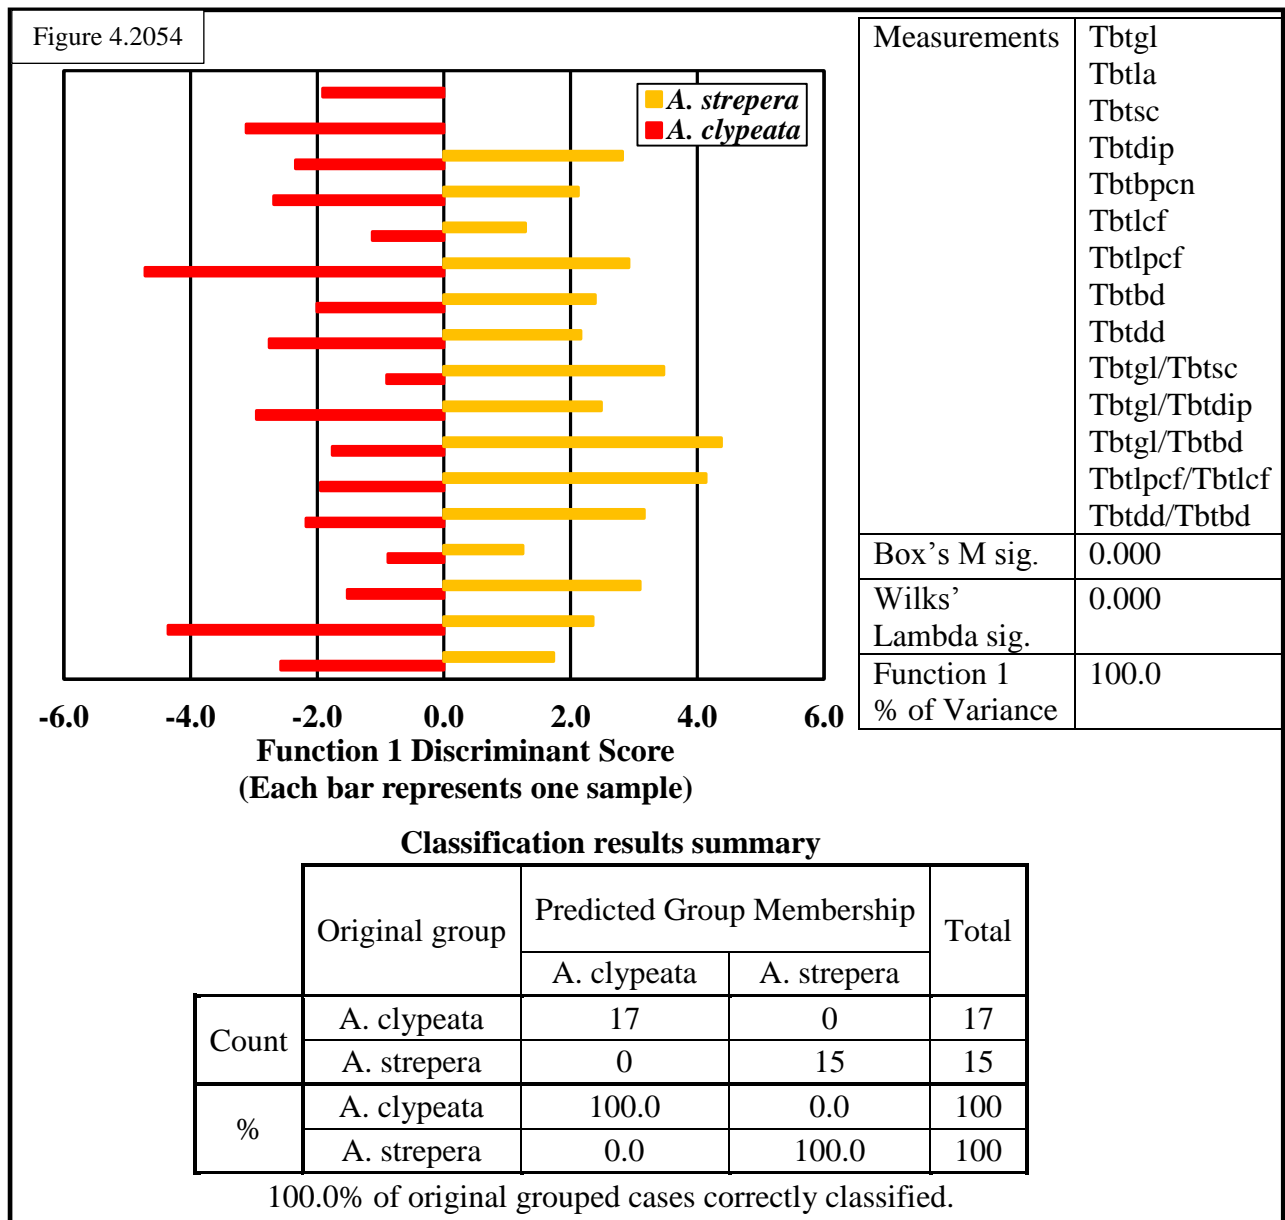 Figure 4.2054
A. strepera
A. clypeata
-6.0 -4.0 -2.0 0.0 2.0 4.0 6.0
Function 1 Discriminant Score
(Each bar represents one sample)
Measurements Tbtgl
Tbtla
Tbtsc
Tbtdip
Tbtbpcn
Tbtlcf
Tbtlpcf
Tbtbd
Tbtdd
Tbtgl/Tbtsc
Tbtgl/Tbtdip
Tbtgl/Tbtbd
Tbtlpcf/Tbtlcf
Tbtdd/Tbtbd
Box’s M sig. 0.000
Wilks’ 0.000
Lambda sig.
Function 1 100.0
% of Variance
Classification results summary
Original group Predicted Group Membership Total
A. clypeata A. strepera
Count A. clypeata 17 0 17
A. strepera 0 15 15
% A. clypeata 100.0 0.0 100
A. strepera 0.0 100.0 100
100.0% of original grouped cases correctly classified.